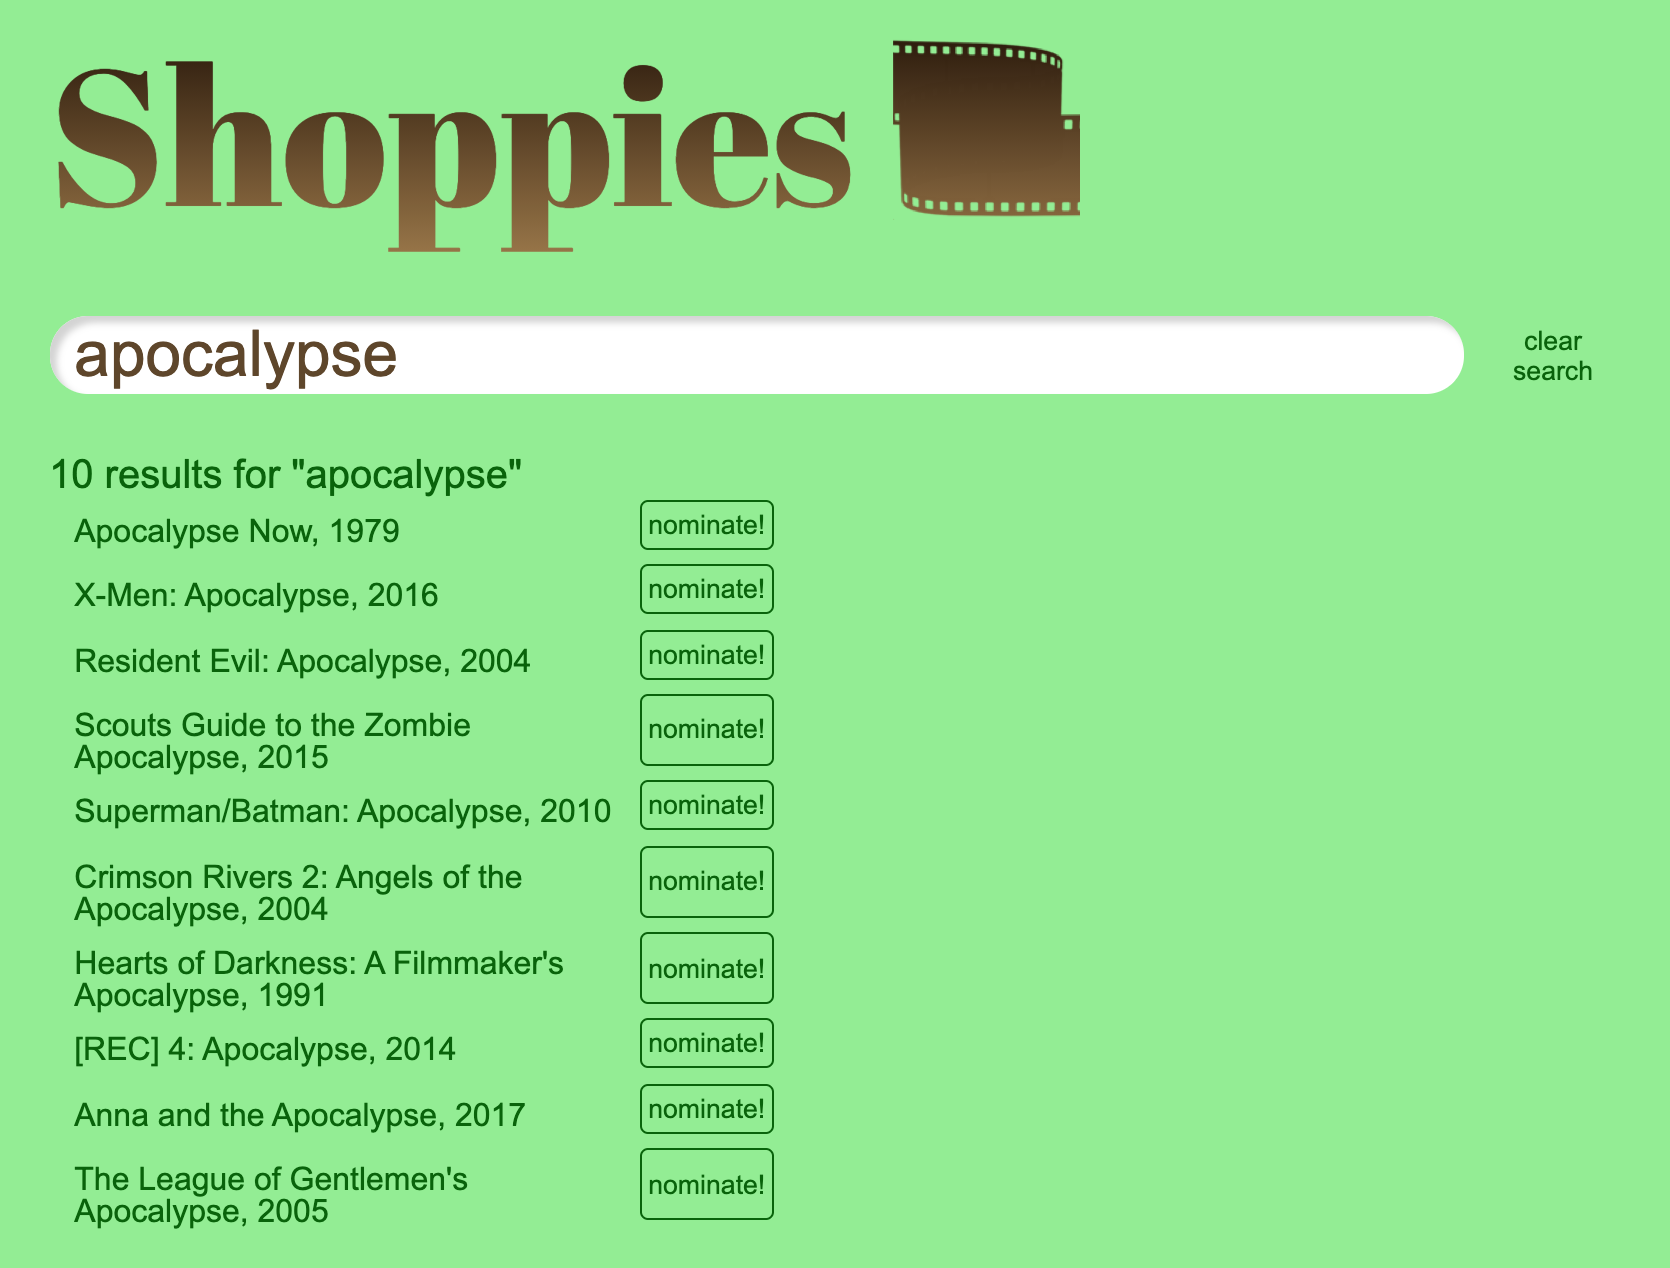 Shoppies
apocalypse
clear
search
10 results for "apocalypse"
Apocalypse Now, 1979
nominate!
X-Men: Apocalypse, 2016
nominate!
Resident Evil: Apocalypse, 2004
nominate!
Scouts Guide to the Zombie
Apocalypse, 2015
nominate!
Superman/Batman: Apocalypse, 2010
nominate!
Crimson Rivers 2: Angels of the
Apocalypse, 2004
nominate!
Hearts of Darkness: A Filmmaker's
Apocalypse, 1991
nominate!
[REC] 4: Apocalypse, 2014
nominate!
Anna and the Apocalypse, 2017
nominate!
The League of Gentlemen's
Apocalypse, 2005
nominate!